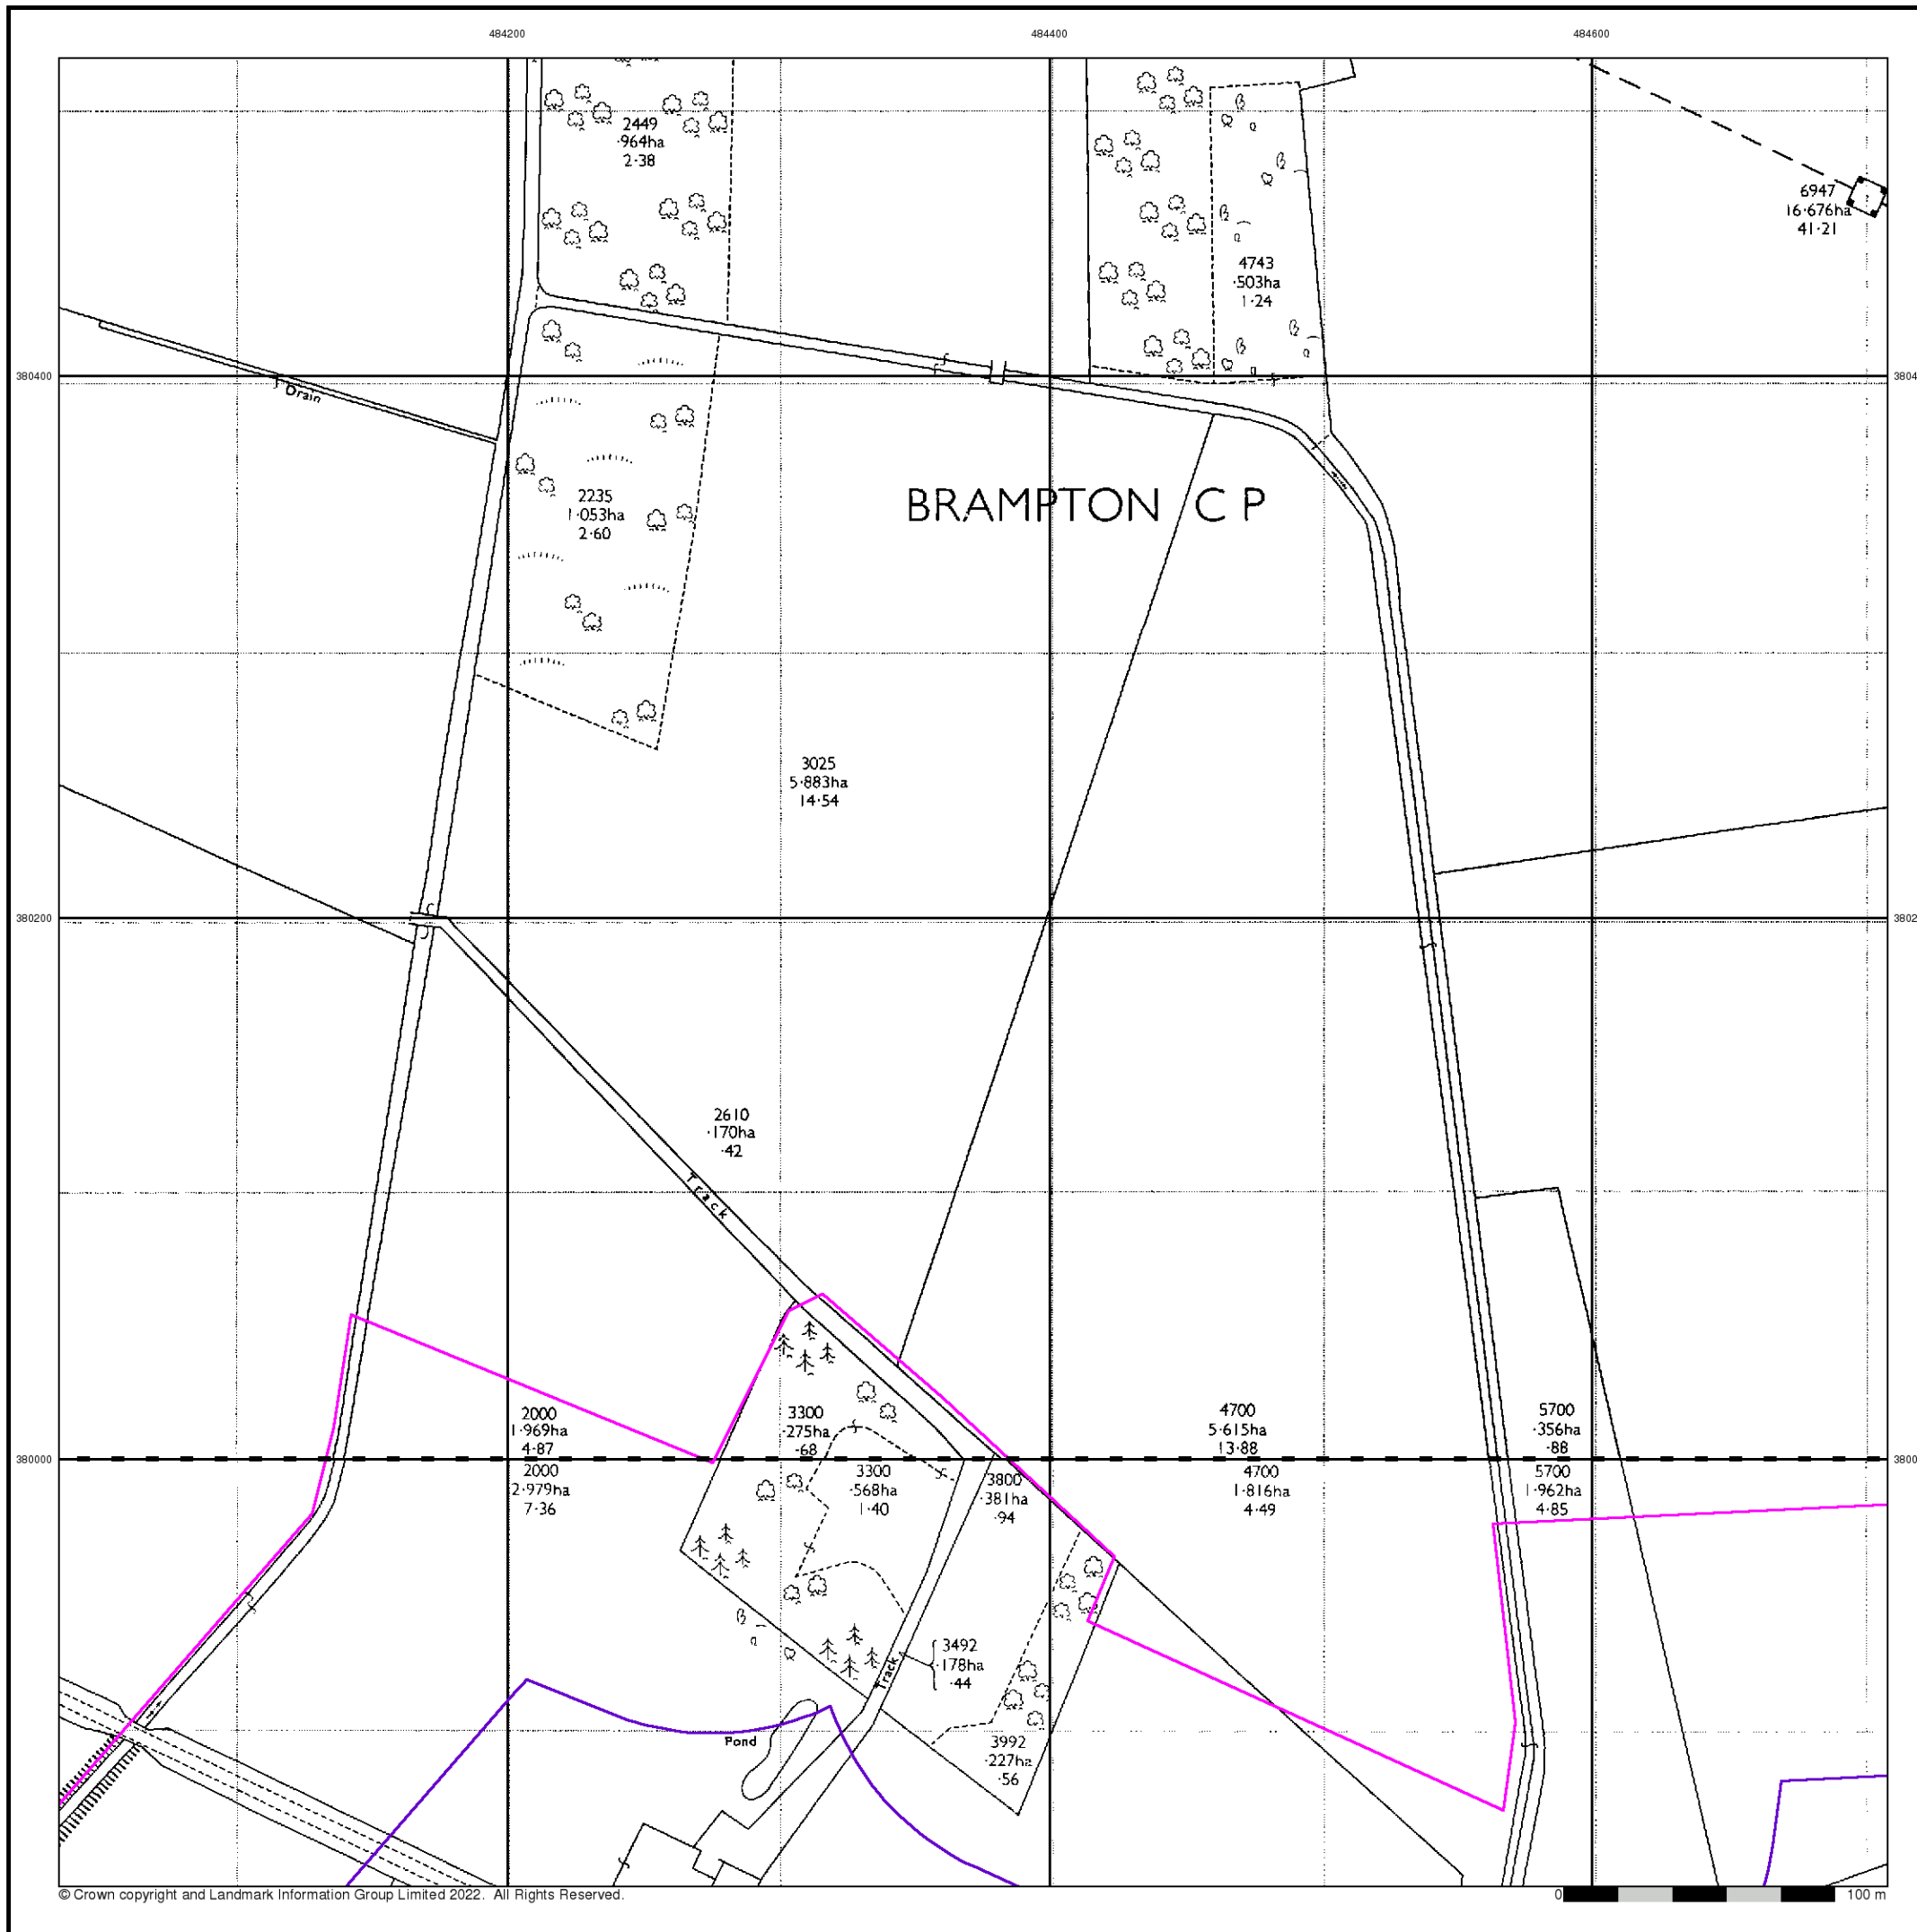 484200
484400
484600
2449
·964ha
2·38
6947
16·676ha
41·21
4743
·503ha
1·24
380400
3804
Drain
2235
1·053ha
2·60
BRAMPTON C P
3025
5·883ha
14·54
380200
3802
2610
·170ha
·42
Track
2000
1·969ha
4·87
3300
·275ha
·68
4700
5·615ha
13·88
5700
·356ha
·88
380000
3800
2000
2·979ha
7·36
3300
·568ha
1·40
3800
·381ha
·94
4700
1·816ha
4·49
5700
1·962ha
4·85
3492
·178ha
·44
Track
Pond
3992
·227ha
·56
© Crown copyright and Landmark Information Group Limited 2022. All Rights Reserved.
0 100 m